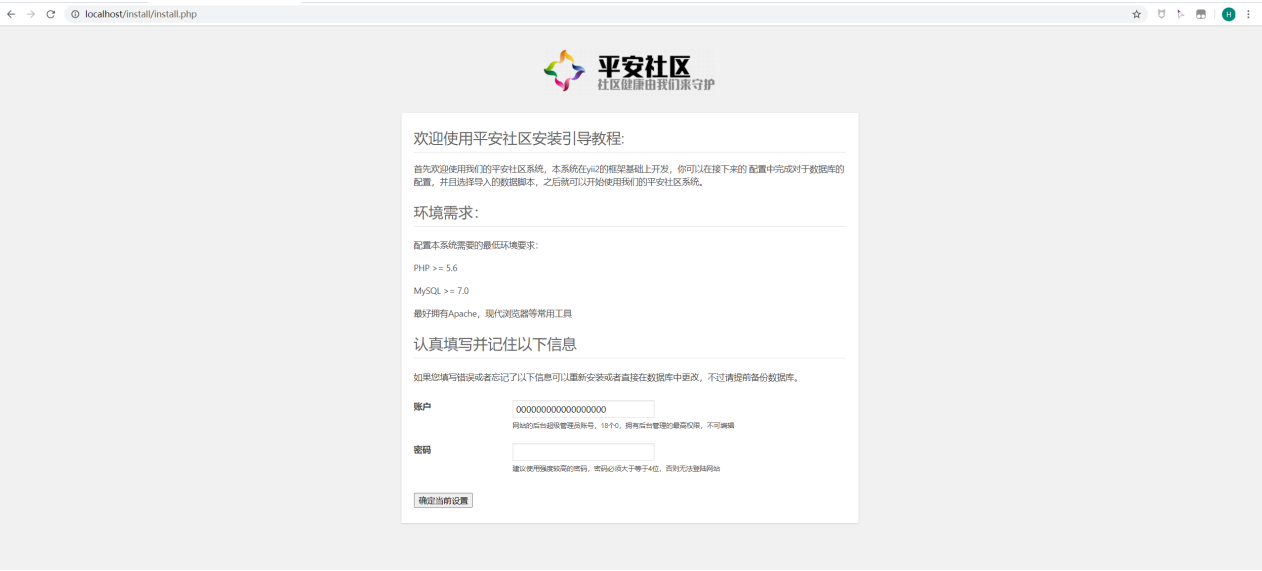 localhost/install/install.php
H
平安社区
社区健康由我们来守护
欢迎使用平安社区安装引导教程:
首先欢迎使用我们的平安社区系统，本系统在yii2的框架基础上开发，你可以在接下来的 配置中完成对于数据库的
配置，并且选择导入的数据脚本，之后就可以开始使用我们的平安社区系统。
环境需求：
配置本系统需要的最低环境要求：
PHP >= 5.6
MySQL >= 7.0
最好拥有Apache，现代浏览器等常用工具
认真填写并记住以下信息
如果您填写错误或者忘记了以下信息可以重新安装或者直接在数据库中更改，不过请提前备份数据库。
账户
000000000000000000
网站的后台超级管理员账号，18个0，拥有后台管理的最高权限，不可编辑
密码
建议使用强度较高的密码，密码必须大于等于4位，否则无法登陆网站
确定当前设置